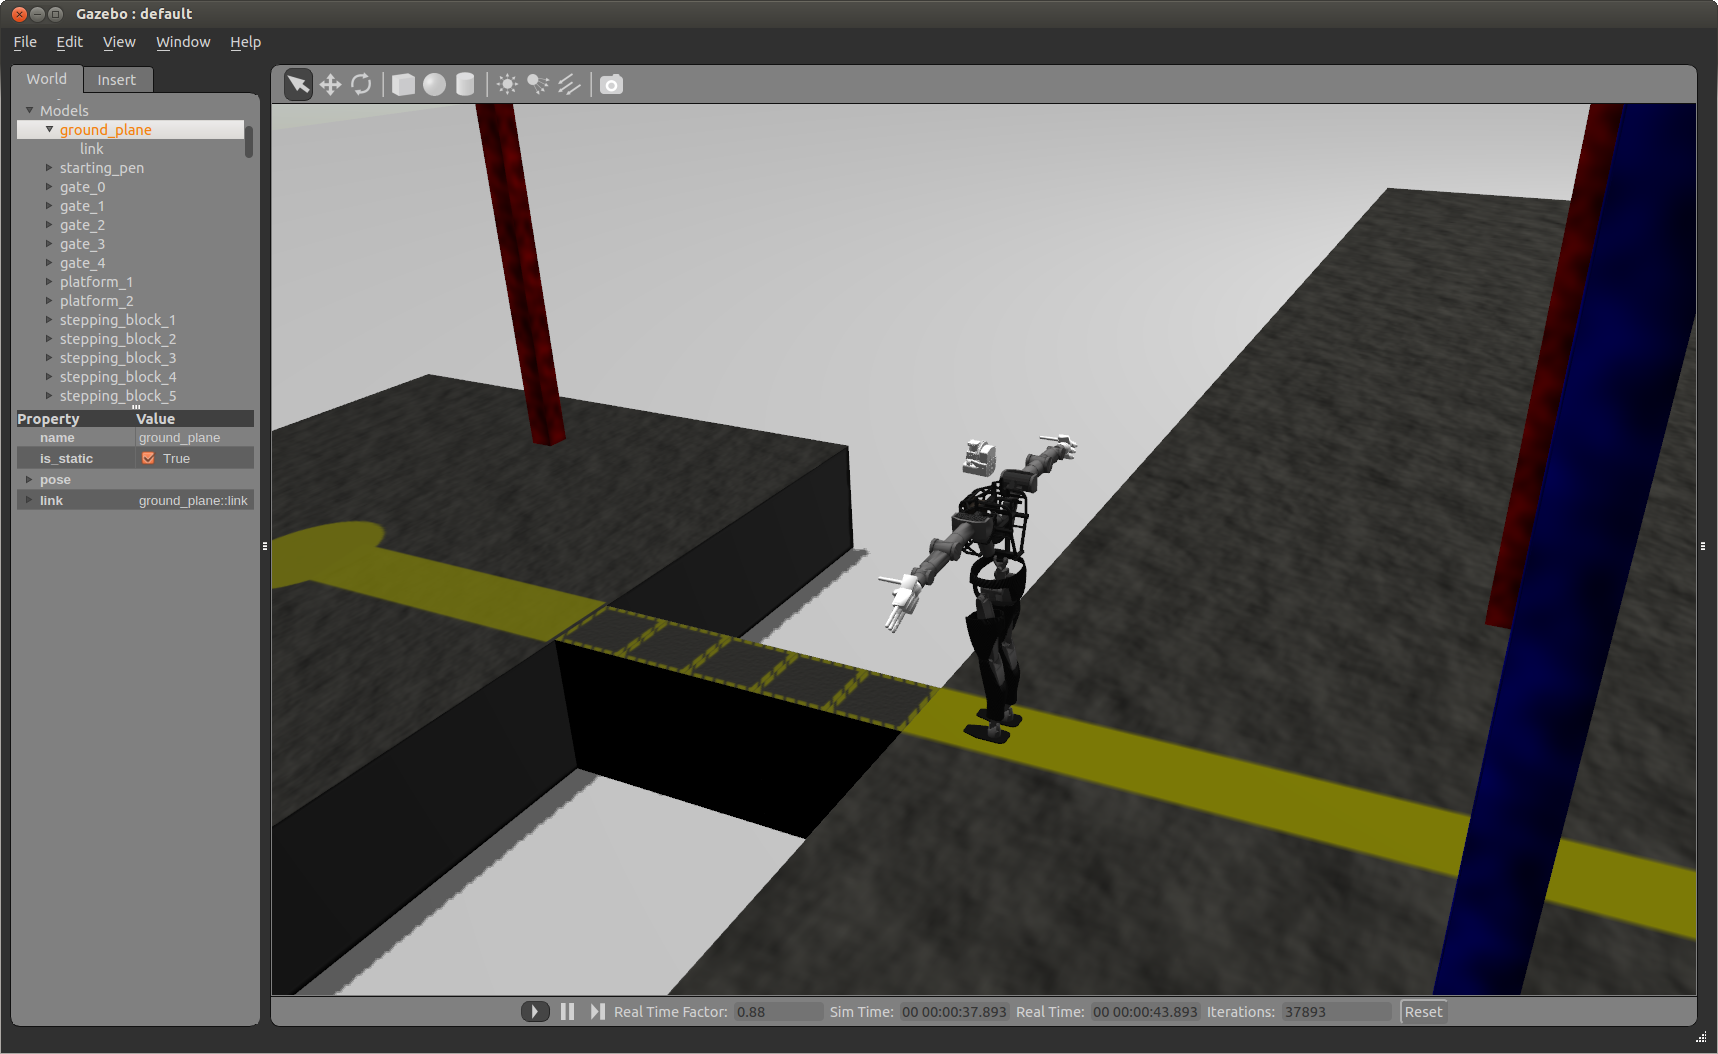 Gazebo : default
File Edit View Window Help
World Insert
Models
ground_plane
link
starting_pen
gate_0
gate_1
gate_2
gate_3
gate_4
platform_1
platform_2
stepping_block_1
stepping_block_2
stepping_block_3
stepping_block_4
stepping_block_5
Property Value
name ground_plane
is_static True
pose
link ground_plane::link
Real Time Factor: 0.88 Sim Time: 00 00:00:37.893 Real Time: 00 00:00:43.893 Iterations: 37893 Reset